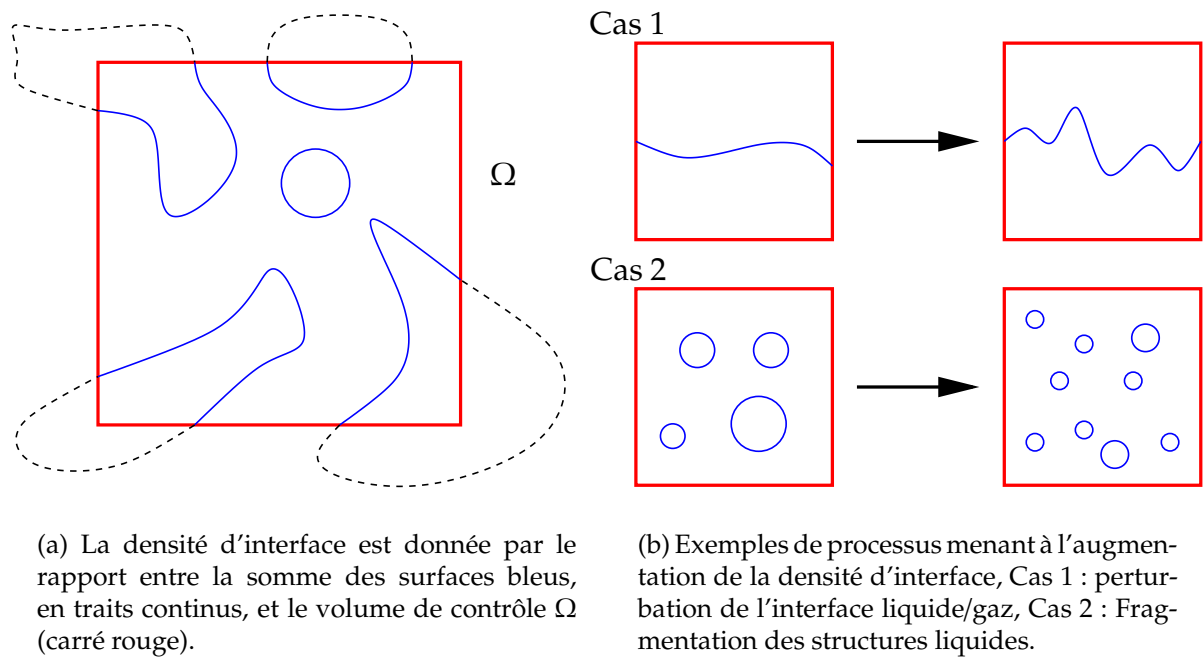 Cas 1
Ω
Cas 2
(a) La densité d'interface est donnée par le
rapport entre la somme des surfaces bleus,
en traits continus, et le volume de contrôle Ω
(carré rouge).
(b) Exemples de processus menant à l'augmen-
tation de la densité d'interface, Cas 1 : pertur-
bation de l'interface liquide/gaz, Cas 2 : Frag-
mentation des structures liquides.